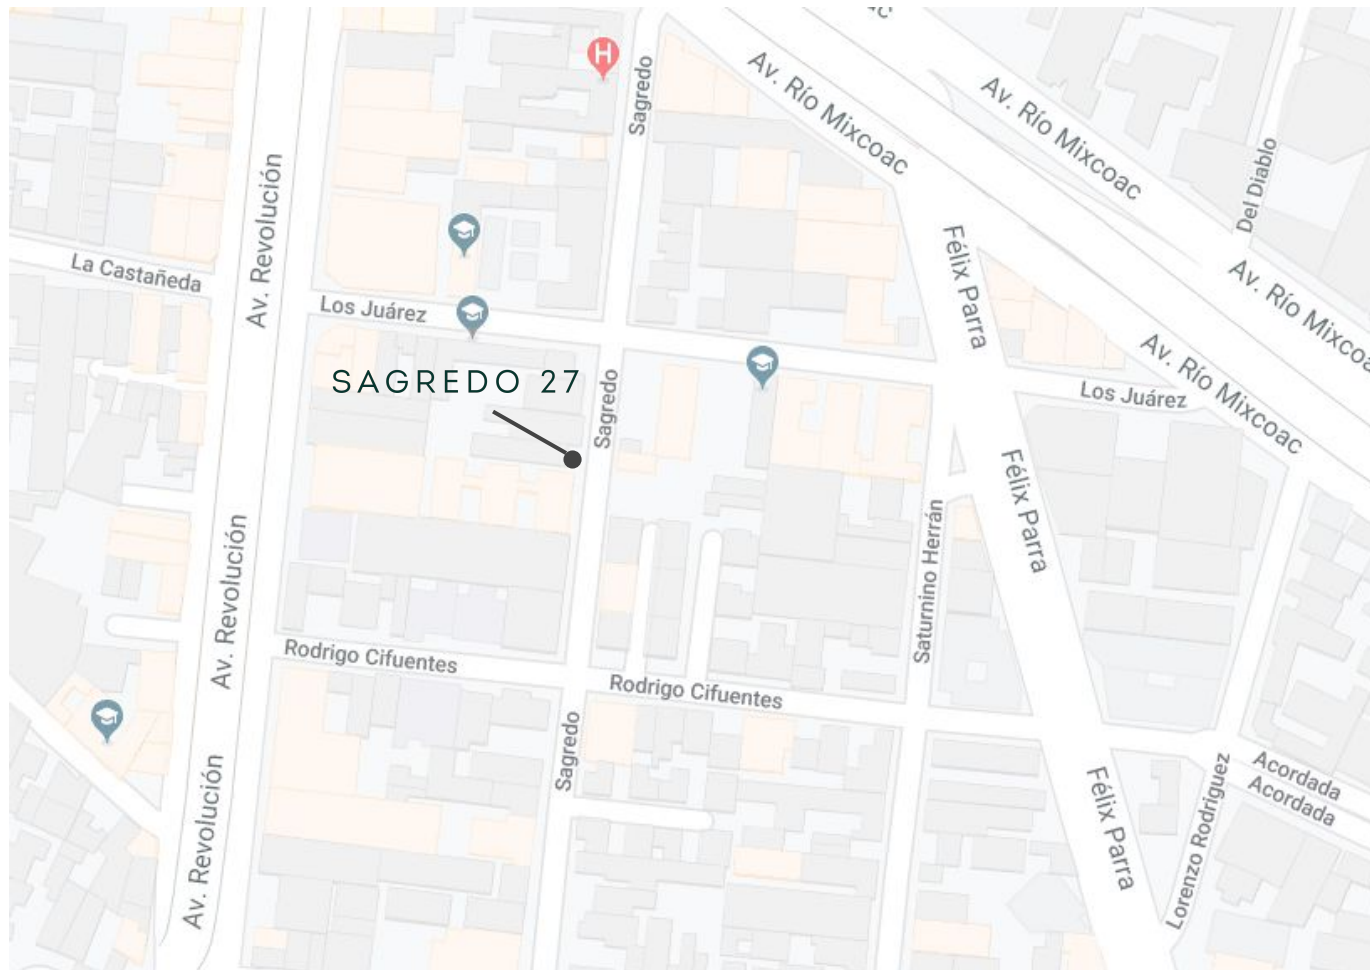 Av. Río Mixcoac
Av. Río Mixcoac
Sagredo
Del Diablo
Av. Revolución
Félix Parra
La Castañeda
Av. Río Mixcoac
Los Juárez
Av. Río Mixcoac
SAGREDO 27
Sagredo
Los Juárez
Félix Parra
Saturnino Herrán
Av. Revolución
Rodrigo Cifuentes
Rodrigo Cifuentes
Sagredo
Acordada
Acordada
Félix Parra
Lorenzo Rodríguez
Av. Revolución
H